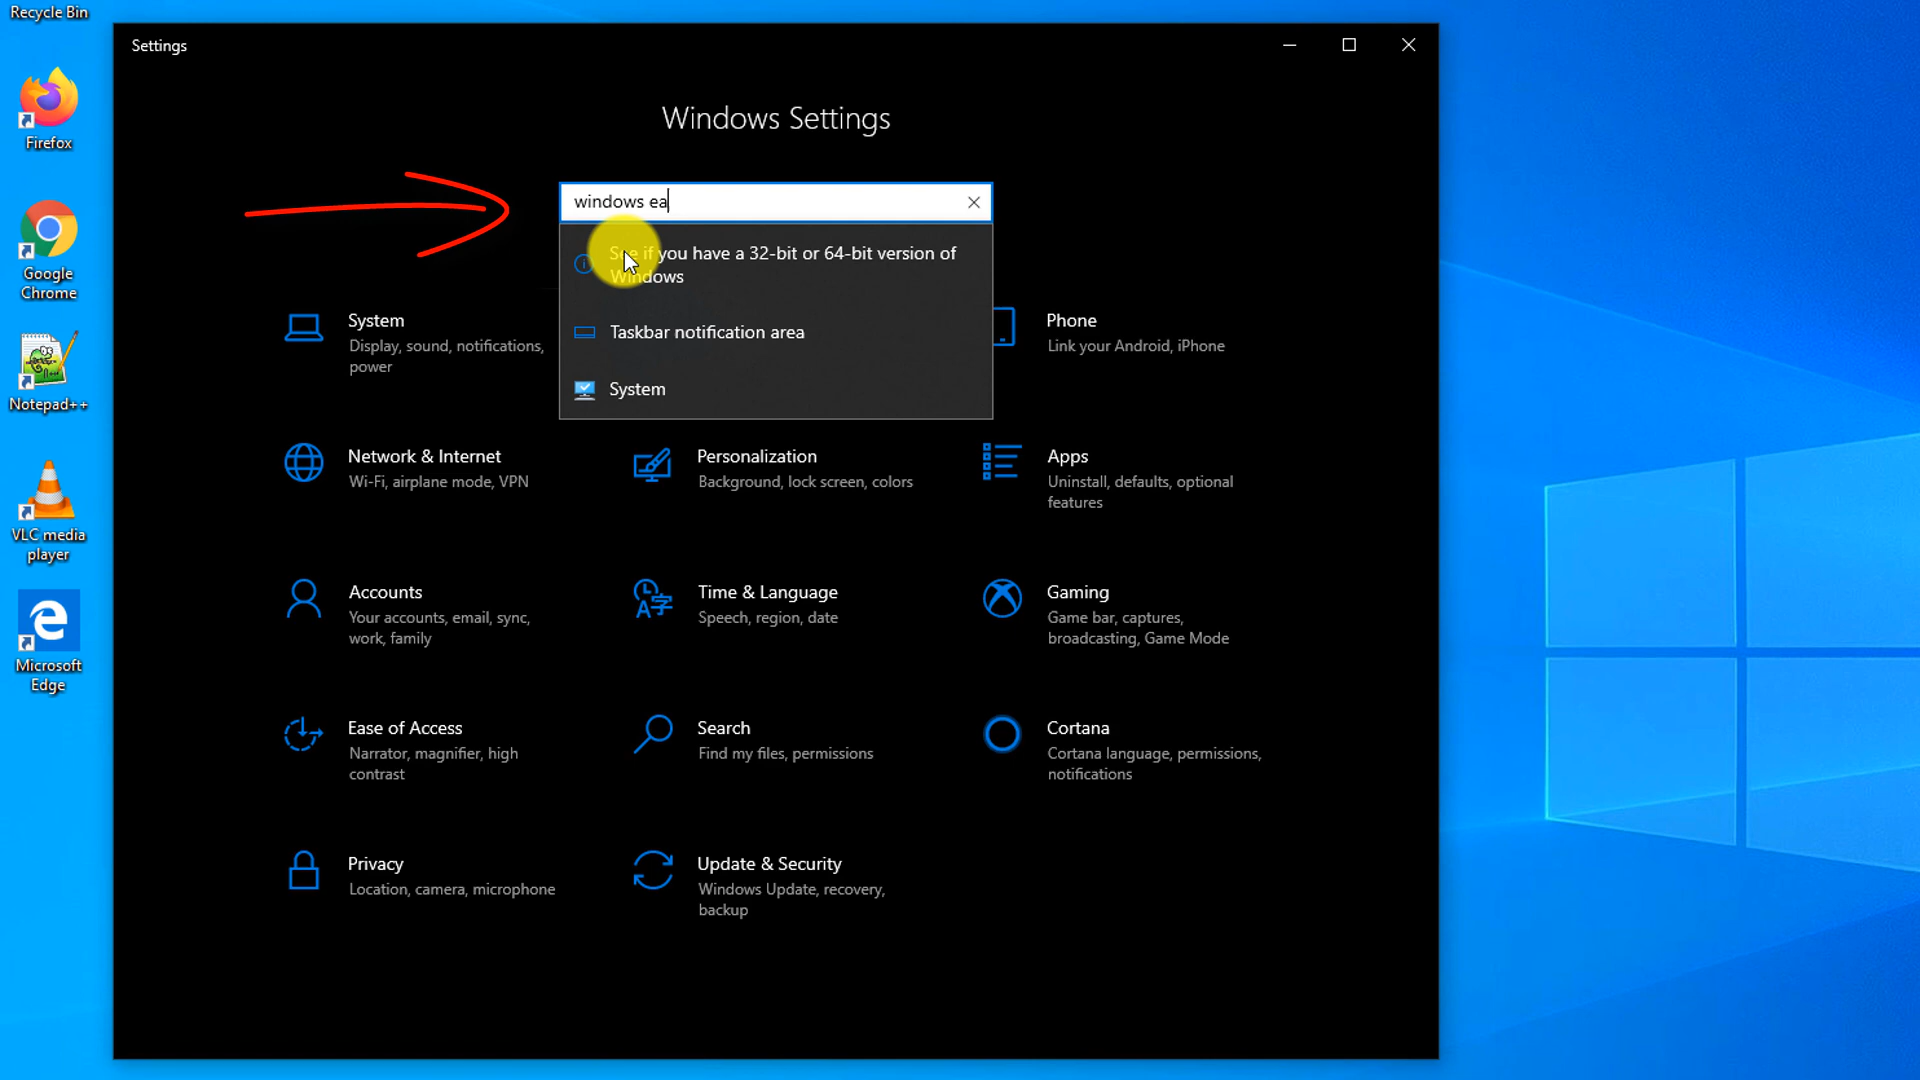 Recycle Bin
Firefox
Google
Chrome
Notepad++
VLC media
player
Microsoft
Edge
Settings
Windows Settings
windows ea
See if you have a 32-bit or 64-bit version of
Windows
Taskbar notification area
System
System
Display, sound, notifications,
power
Phone
Link your Android, iPhone
Network & Internet
Wi-Fi, airplane mode, VPN
Personalization
Background, lock screen, colors
Apps
Uninstall, defaults, optional
features
Accounts
Your accounts, email, sync,
work, family
Time & Language
Speech, region, date
Gaming
Game bar, captures,
broadcasting, Game Mode
Ease of Access
Narrator, magnifier, high
contrast
Search
Find my files, permissions
Cortana
Cortana language, permissions,
notifications
Privacy
Location, camera, microphone
Update & Security
Windows Update, recovery,
backup